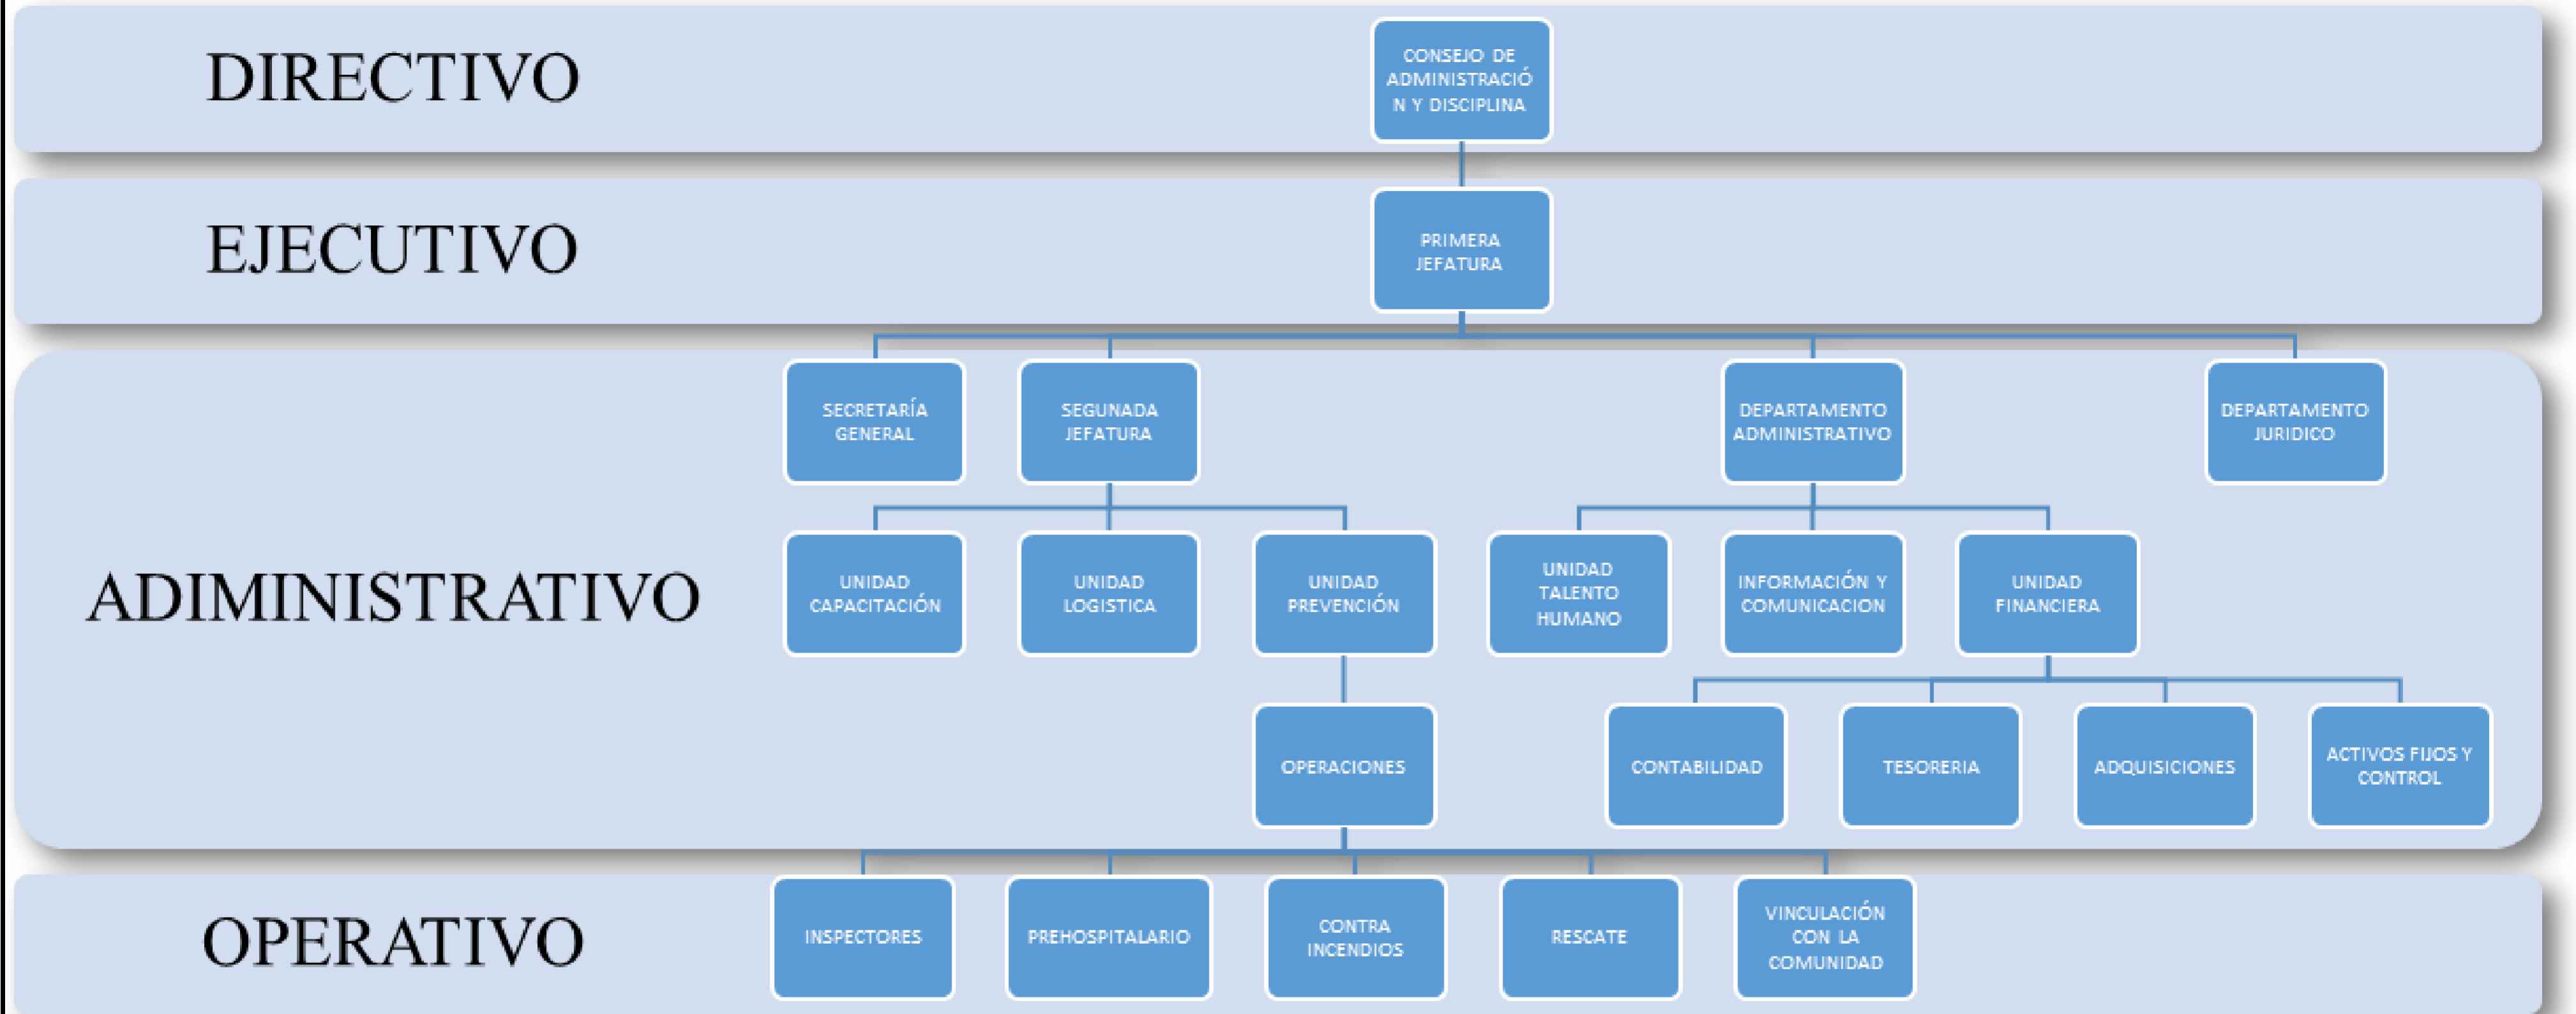 DIRECTIVO
CONSEJO DE
ADMINISTRACIÓ
N Y DISCIPLINA
EJECUTIVO
PRIMERA
JEFATURA
ADIMINISTRATIVO
SECRETARÍA
GENERAL
SEGUNADA
JEFATURA
DEPARTAMENTO
ADMINISTRATIVO
DEPARTAMENTO
JURIDICO
UNIDAD
CAPACITACIÓN
UNIDAD
LOGISTICA
UNIDAD
PREVENCIÓN
UNIDAD
TALENTO
HUMANO
INFORMACIÓN Y
COMUNICACION
UNIDAD
FINANCIERA
OPERACIONES
CONTABILIDAD
TESORERIA
ADQUISICIONES
ACTIVOS FIJOS Y
CONTROL
OPERATIVO
INSPECTORES
PREHOSPITALARIO
CONTRA
INCENDIOS
RESCATE
VINCULACIÓN
CON LA
COMUNIDAD